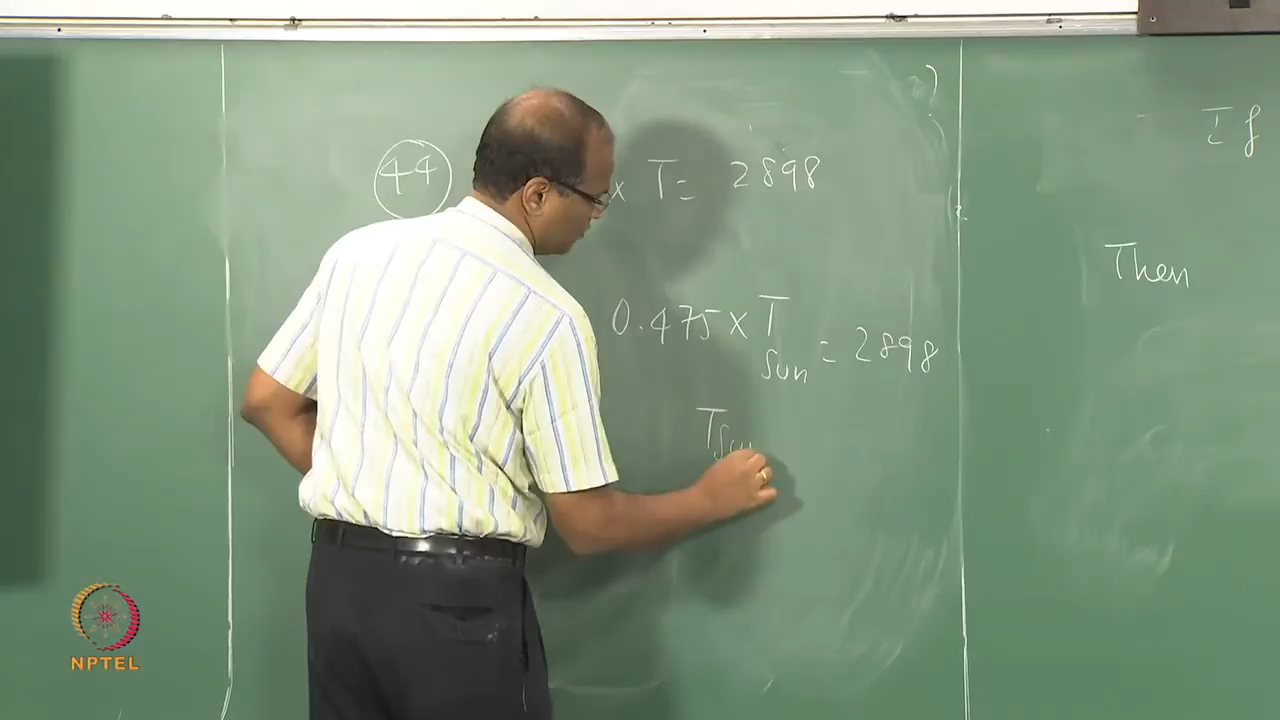 44
x T = 2898
0.475 x T sun = 2898
T sun
If
Then
NPTEL